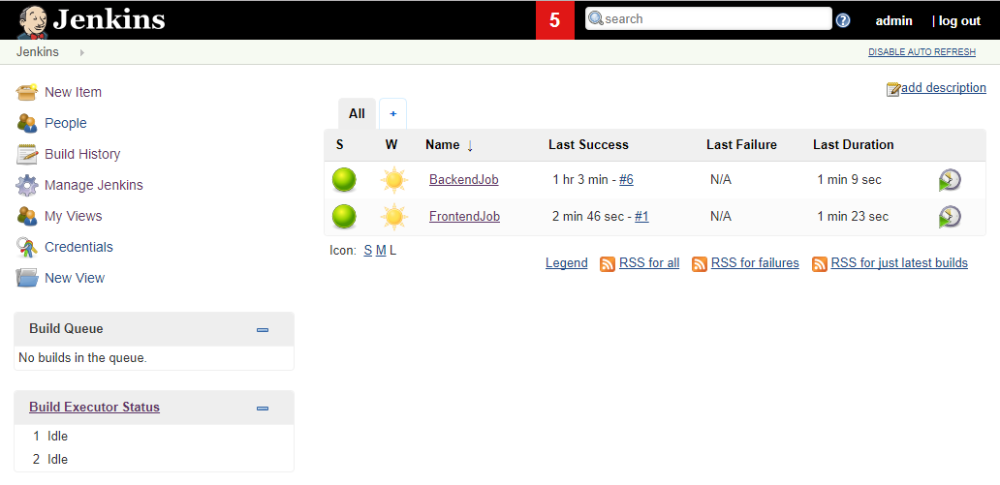 Jenkins
5
search
admin
| log out
Jenkins
DISABLE AUTO REFRESH
New Item
People
Build History
Manage Jenkins
My Views
Credentials
New View
Build Queue
No builds in the queue.
Build Executor Status
1 Idle
2 Idle
add description
All +
S W Name ↓ Last Success Last Failure Last Duration
BackendJob 1 hr 3 min - #6 N/A 1 min 9 sec
FrontendJob 2 min 46 sec - #1 N/A 1 min 23 sec
Icon: S M L
Legend RSS for all RSS for failures RSS for just latest builds